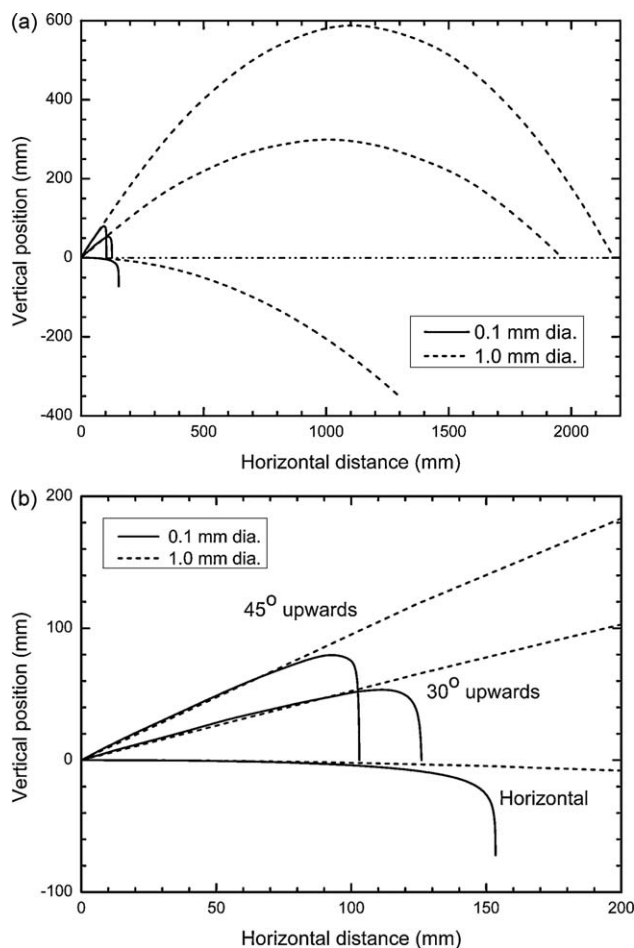 (a)
600
400
200
0
-200
-400
Vertical position (mm)
0.1 mm dia.
1.0 mm dia.
0 500 1000 1500 2000
Horizontal distance (mm)
(b)
200
100
0
-100
Vertical position (mm)
0.1 mm dia.
1.0 mm dia.
45° upwards
30° upwards
Horizontal
0 50 100 150 200
Horizontal distance (mm)